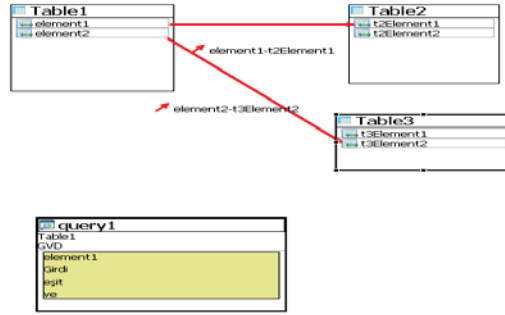 Table1
element1
element2
Table2
t2Element1
t2Element2
element1-t2Element1
element2-t3Element2
Table3
t3Element1
t3Element2
query1
Table1
GVD
element1
Girdi
eşit
ve